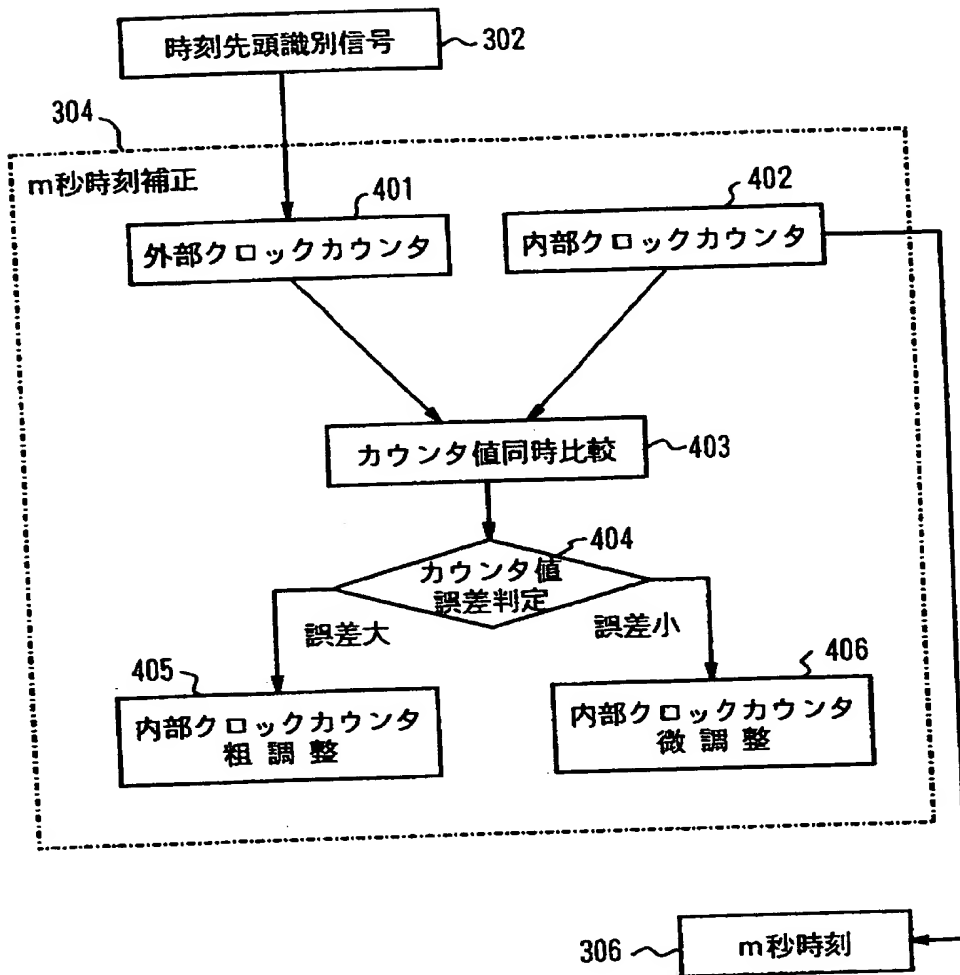 時刻先頭識別信号
302
304
m秒時刻補正
401
402
外部クロックカウンタ
内部クロックカウンタ
カウンタ値同時比較
403
404
カウンタ値
誤差判定
誤差大
誤差小
405
406
内部クロックカウンタ
粗調整
内部クロックカウンタ
微調整
306
m秒時刻